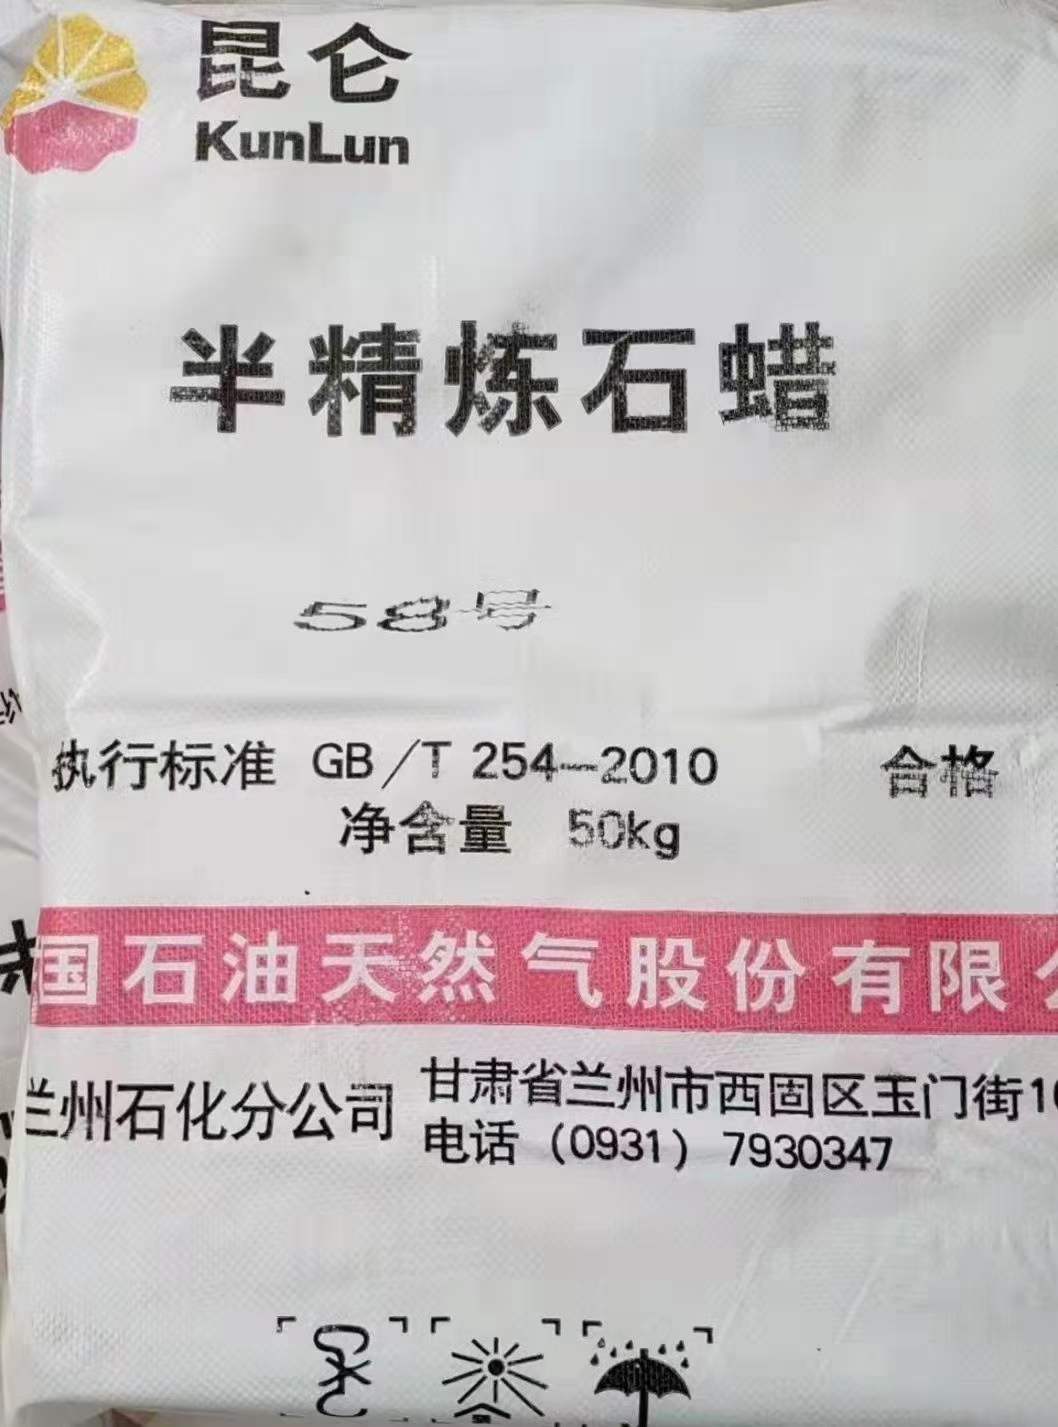 昆仑
KunLun
半精炼石蜡
58号
执行标准 GB/T 254-2010 合格
净含量 50kg
国石油天然气股份有限
兰州石化分公司 甘肃省兰州市西固区玉门街10
电话 (0931) 7930347